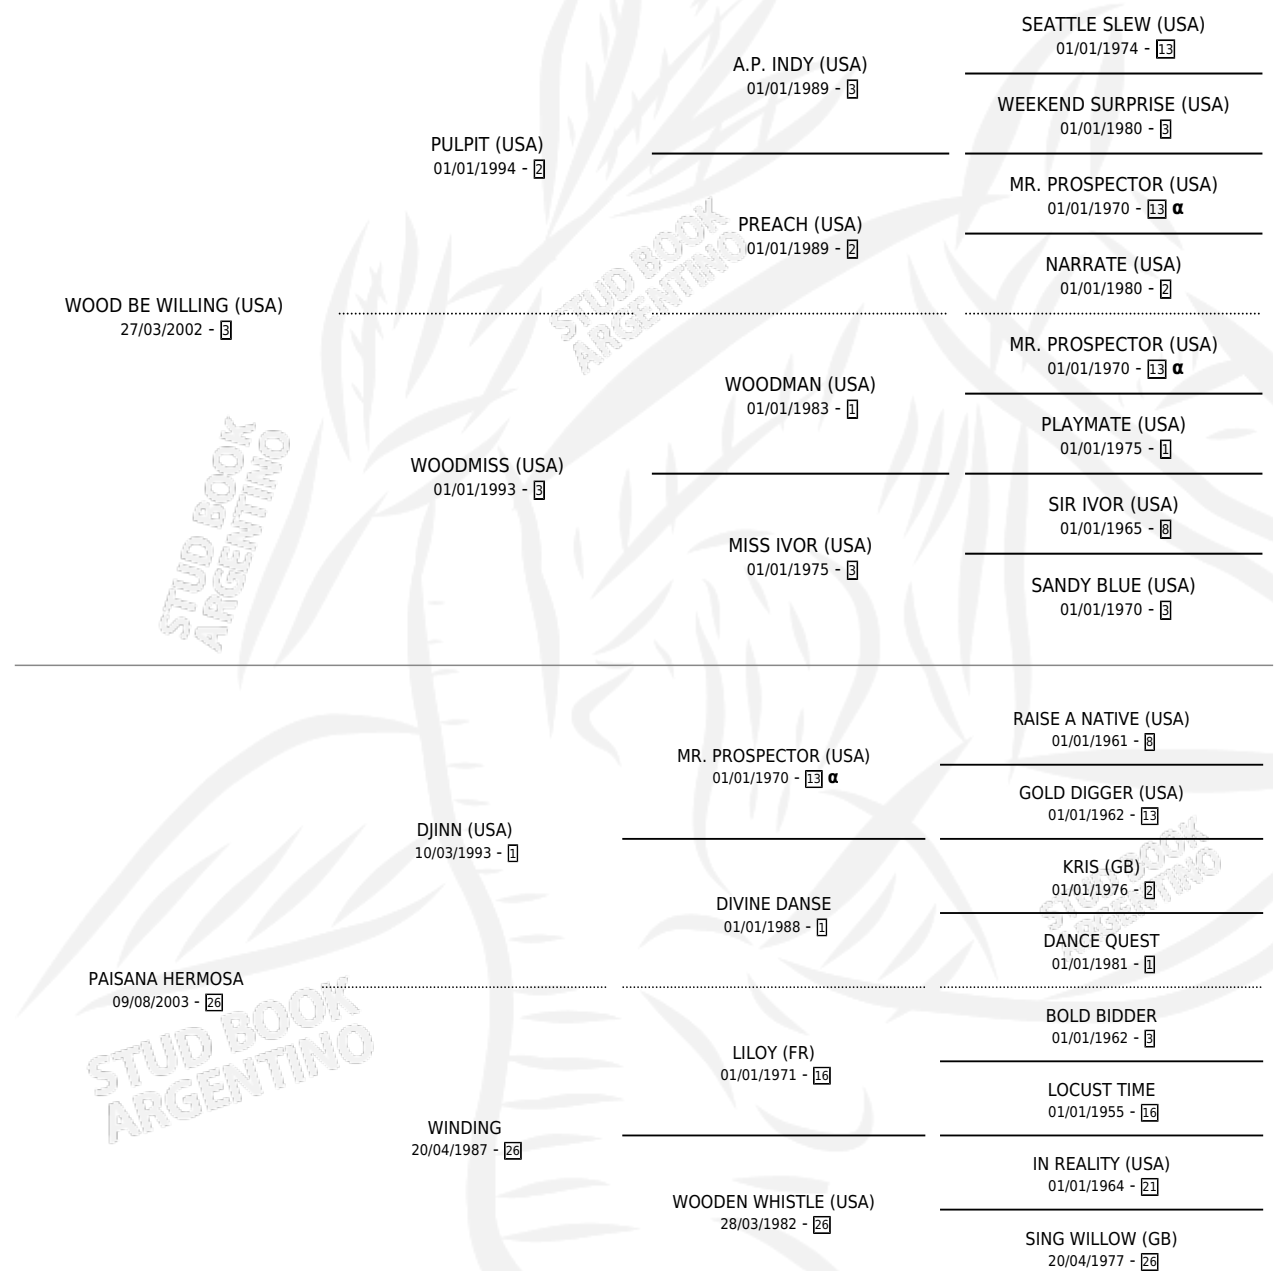 SEATTLE SLEW (USA)
01/01/1974 - 13
A.P. INDY (USA)
01/01/1989 - 3
WEEKEND SURPRISE (USA)
01/01/1980 - 3
PULPIT (USA)
01/01/1994 - 2
MR. PROSPECTOR (USA)
01/01/1970 - 13 α
PREACH (USA)
01/01/1989 - 2
NARRATE (USA)
01/01/1980 - 2
WOOD BE WILLING (USA)
27/03/2002 - 3
MR. PROSPECTOR (USA)
01/01/1970 - 13 α
WOODMAN (USA)
01/01/1983 - 1
PLAYMATE (USA)
01/01/1975 - 1
WOODMISS (USA)
01/01/1993 - 3
SIR IVOR (USA)
01/01/1965 - 8
MISS IVOR (USA)
01/01/1975 - 3
SANDY BLUE (USA)
01/01/1970 - 3
RAISE A NATIVE (USA)
01/01/1961 - 8
MR. PROSPECTOR (USA)
01/01/1970 - 13 α
GOLD DIGGER (USA)
01/01/1962 - 13
DJINN (USA)
10/03/1993 - 1
KRIS (GB)
01/01/1976 - 2
DIVINE DANSE
01/01/1988 - 1
DANCE QUEST
01/01/1981 - 1
PAISANA HERMOSA
09/08/2003 - 26
BOLD BIDDER
01/01/1962 - 3
LILOY (FR)
01/01/1971 - 16
LOCUST TIME
01/01/1955 - 16
WINDING
20/04/1987 - 26
IN REALITY (USA)
01/01/1964 - 21
WOODEN WHISTLE (USA)
28/03/1982 - 26
SING WILLOW (GB)
20/04/1977 - 26
STUD BOOK
ARGENTINO
STUD BOOK
ARGENTINO
STUD BOOK
ARGENTINO
STUD BOOK
ARGENTINO